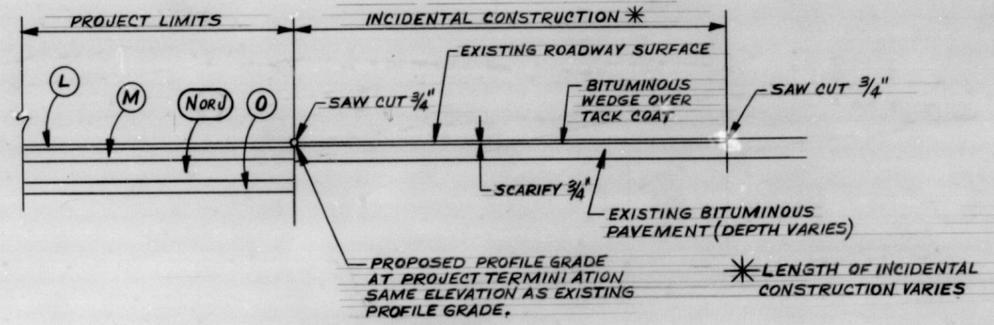 PROJECT LIMITS
INCIDENTAL CONSTRUCTION *
EXISTING ROADWAY SURFACE
L
M
N OR J
O
SAW CUT 3/4"
BITUMINOUS
WEDGE OVER
TACK COAT
SAW CUT 3/4"
SCARIFY 3/4"
EXISTING BITUMINOUS
PAVEMENT (DEPTH VARIES)
PROPOSED PROFILE GRADE
AT PROJECT TERMINI ATION
SAME ELEVATION AS EXISTING
PROFILE GRADE.
* LENGTH OF INCIDENTAL
CONSTRUCTION VARIES